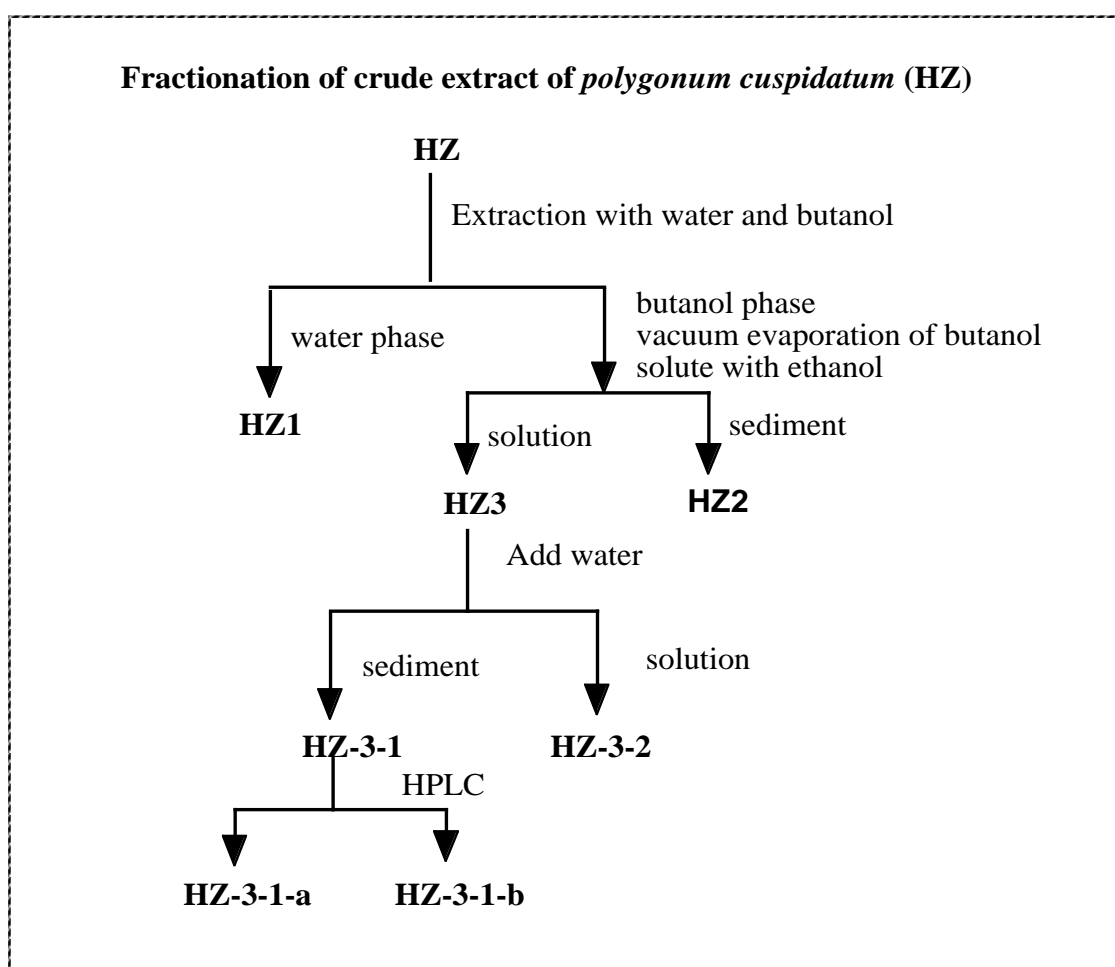 Fractionation of crude extract of polygonum cuspidatum (HZ)
HZ
Extraction with water and butanol
butanol phase
vacuum evaporation of butanol
solute with ethanol
water phase
HZ1
solution
sediment
HZ3
HZ2
Add water
sediment
solution
HZ-3-1
HZ-3-2
HPLC
HZ-3-1-a
HZ-3-1-b